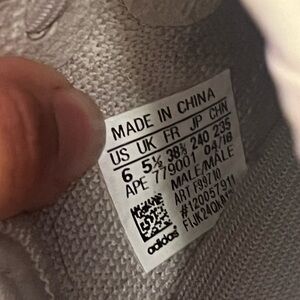 MADE IN CHINA
US UK FR JP CHN
6 5½ 38⅔ 240 235
APE 779001 04/18
MALE/MALE
ART F99710
#120057911
adidas